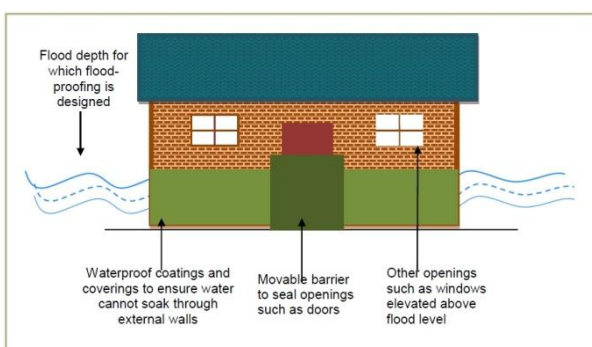 Flood depth for
which flood-
proofing is
designed
Waterproof coatings and
coverings to ensure water
cannot soak through
external walls
Movable barrier
to seal openings
such as doors
Other openings
such as windows
elevated above
flood level